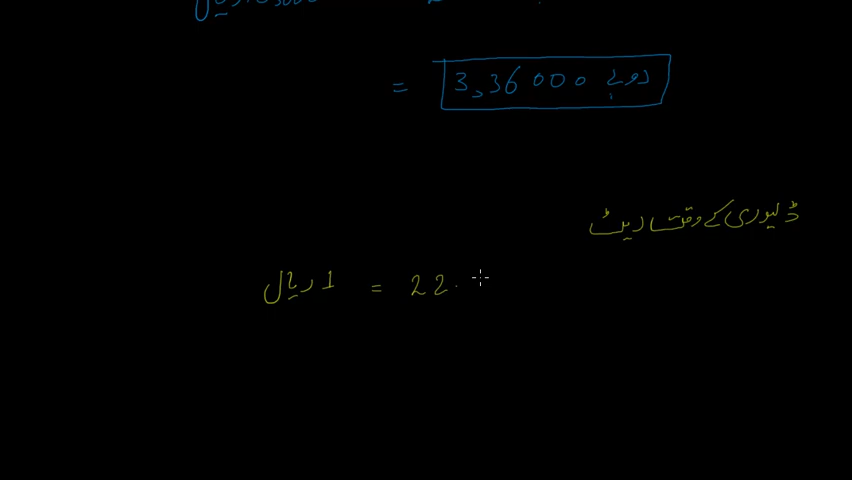 = 3,36000 روپے
ڈلیوری کے وقت ریٹ
1 ریال = 22.